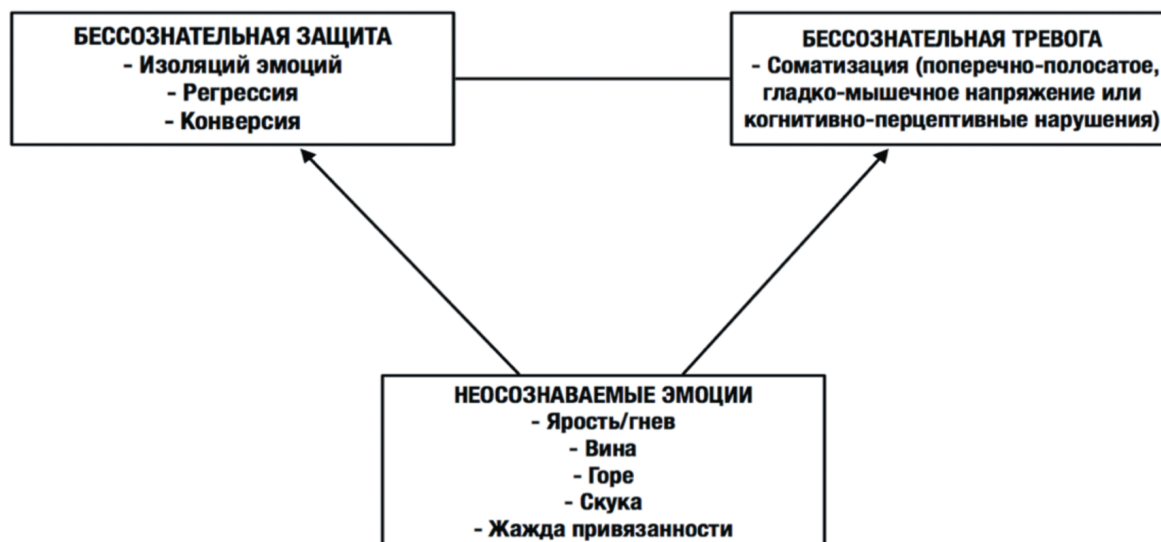 БЕССОЗНАТЕЛЬНАЯ ЗАЩИТА
- Изоляций эмоций
- Регрессия
- Конверсия
БЕССОЗНАТЕЛЬНАЯ ТРЕВОГА
- Соматизация (поперечно-полосатое,
гладко-мышечное напряжение или
когнитивно-перцептивные нарушения)
НЕОСОЗНАВАЕМЫЕ ЭМОЦИИ
- Ярость/гнев
- Вина
- Горе
- Скука
- Жажда привязанности